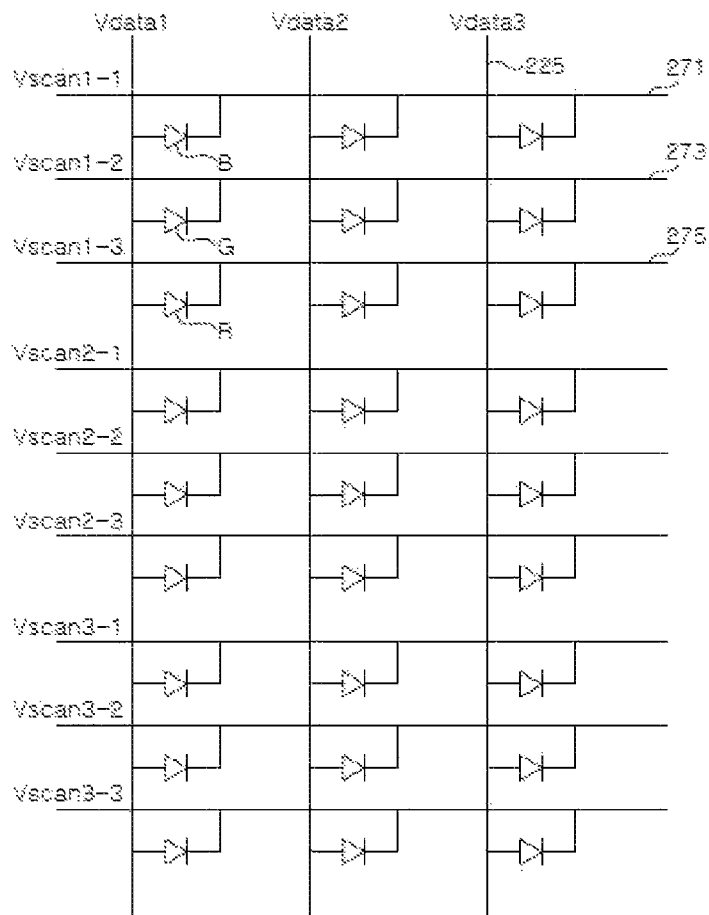 Vdata1 Vdata2 Vdata3
225
Vscan1-1 271
B
Vscan1-2 273
G
Vscan1-3 275
R
Vscan2-1
Vscan2-2
Vscan2-3
Vscan3-1
Vscan3-2
Vscan3-3